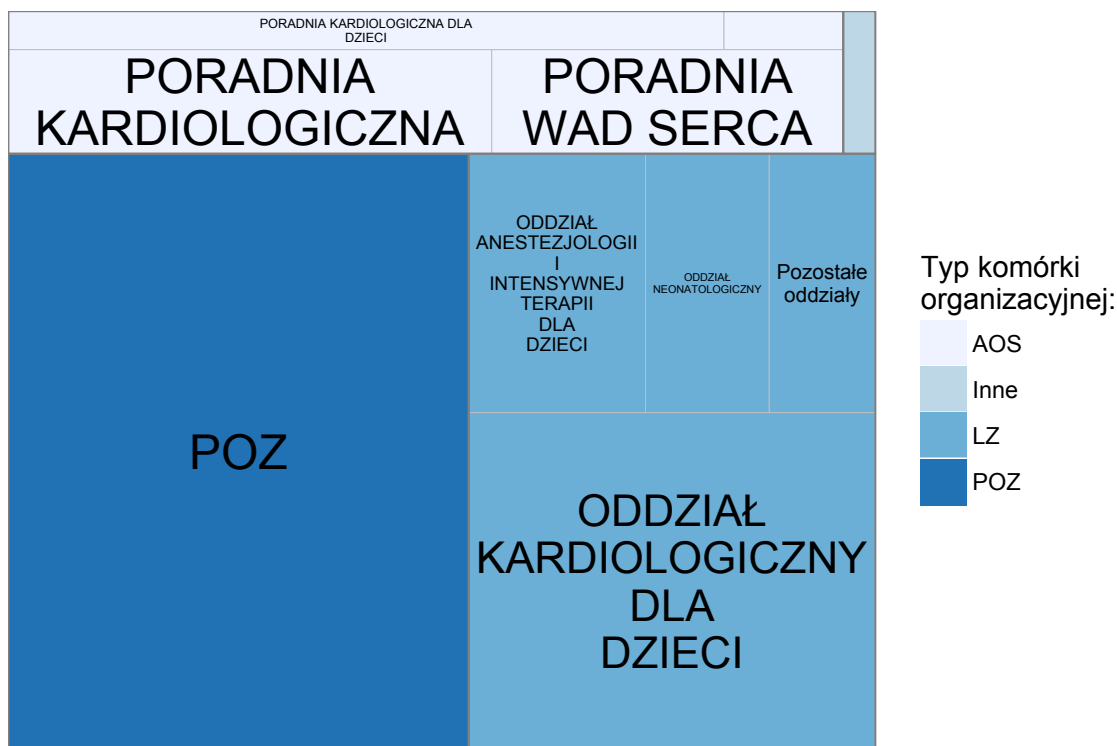 PORADNIA KARDIOLOGICZNA DLA
DZIECI
PORADNIA
KARDIOLOGICZNA
PORADNIA
WAD SERCA
POZ
ODDZIAŁ
ANESTEZJOLOGII
I
INTENSYWNEJ
TERAPII
DLA
DZIECI
ODDZIAŁ
NEONATOLOGICZNY
Pozostałe
oddziały
ODDZIAŁ
KARDIOLOGICZNY
DLA
DZIECI
Typ komórki
organizacyjnej:
AOS
Inne
LZ
POZ